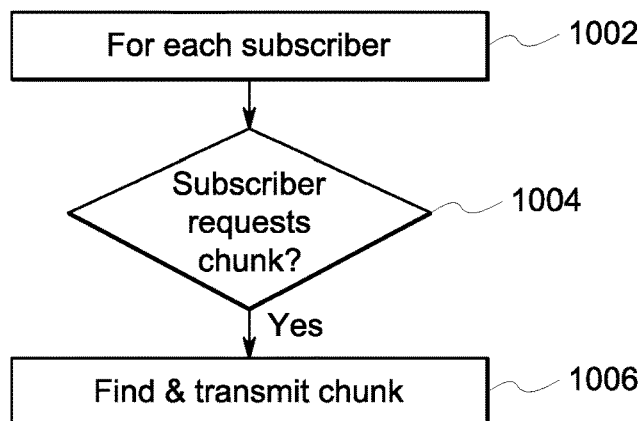 For each subscriber
1002
Subscriber
requests
chunk?
1004
Yes
Find & transmit chunk
1006